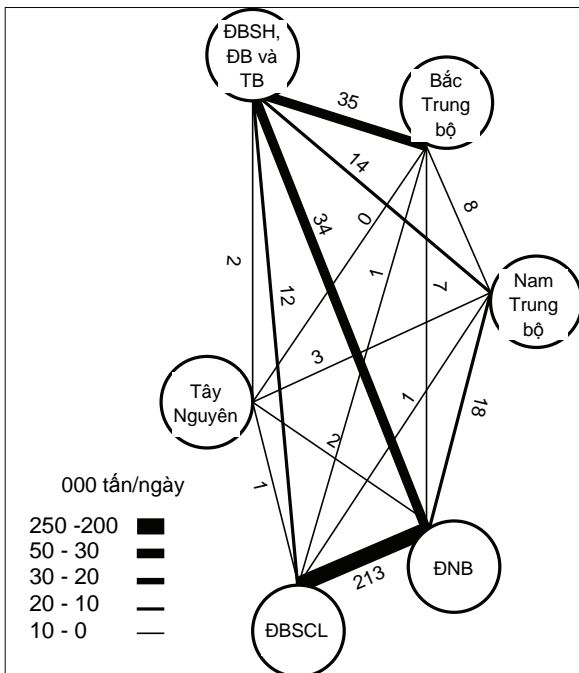 ĐBSH,
ĐB và
TB
Bắc
Trung
bộ
35
14
8
0
34
2
12
1
7
Nam
Trung
bộ
3
Tây
Nguyên
1
18
2
1
000 tấn/ngày
250 -200
50 - 30
30 - 20
20 - 10
10 - 0
213
ĐNB
ĐBSCL